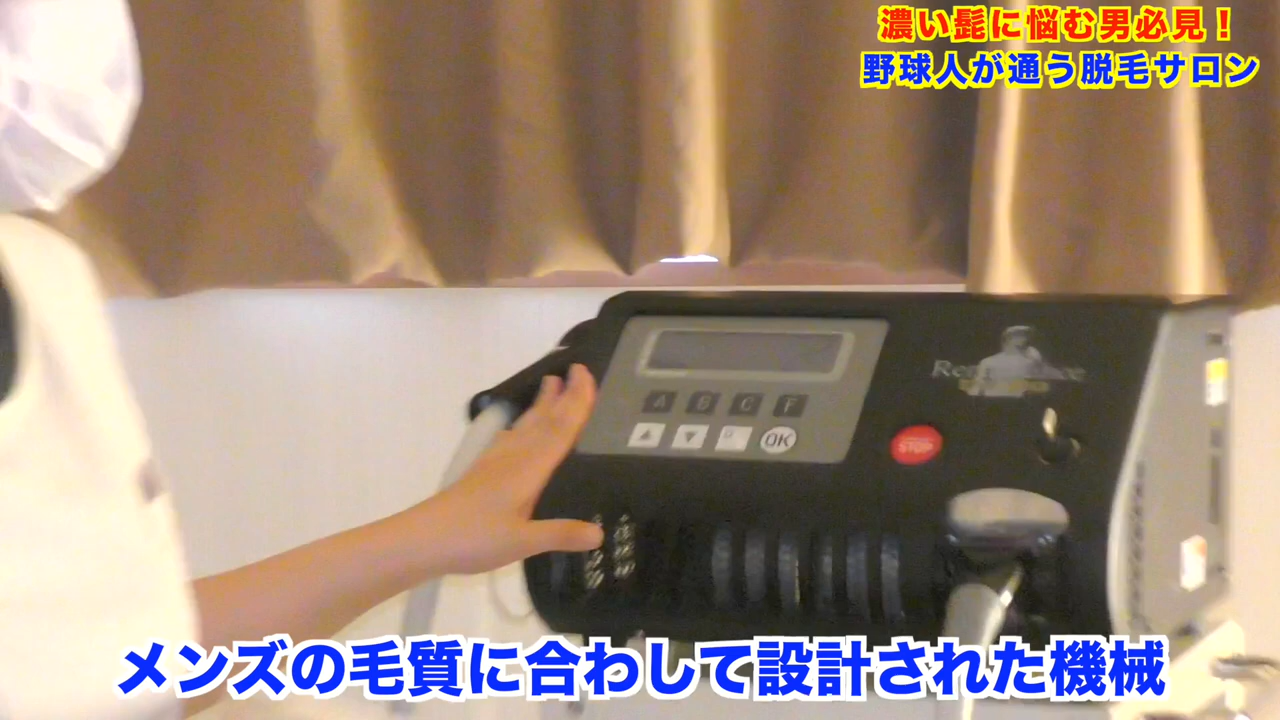 濃い髭に悩む男必見！
野球人が通う脱毛サロン
A B C F
OK
STOP
メンズの毛質に合わせて設計された機械